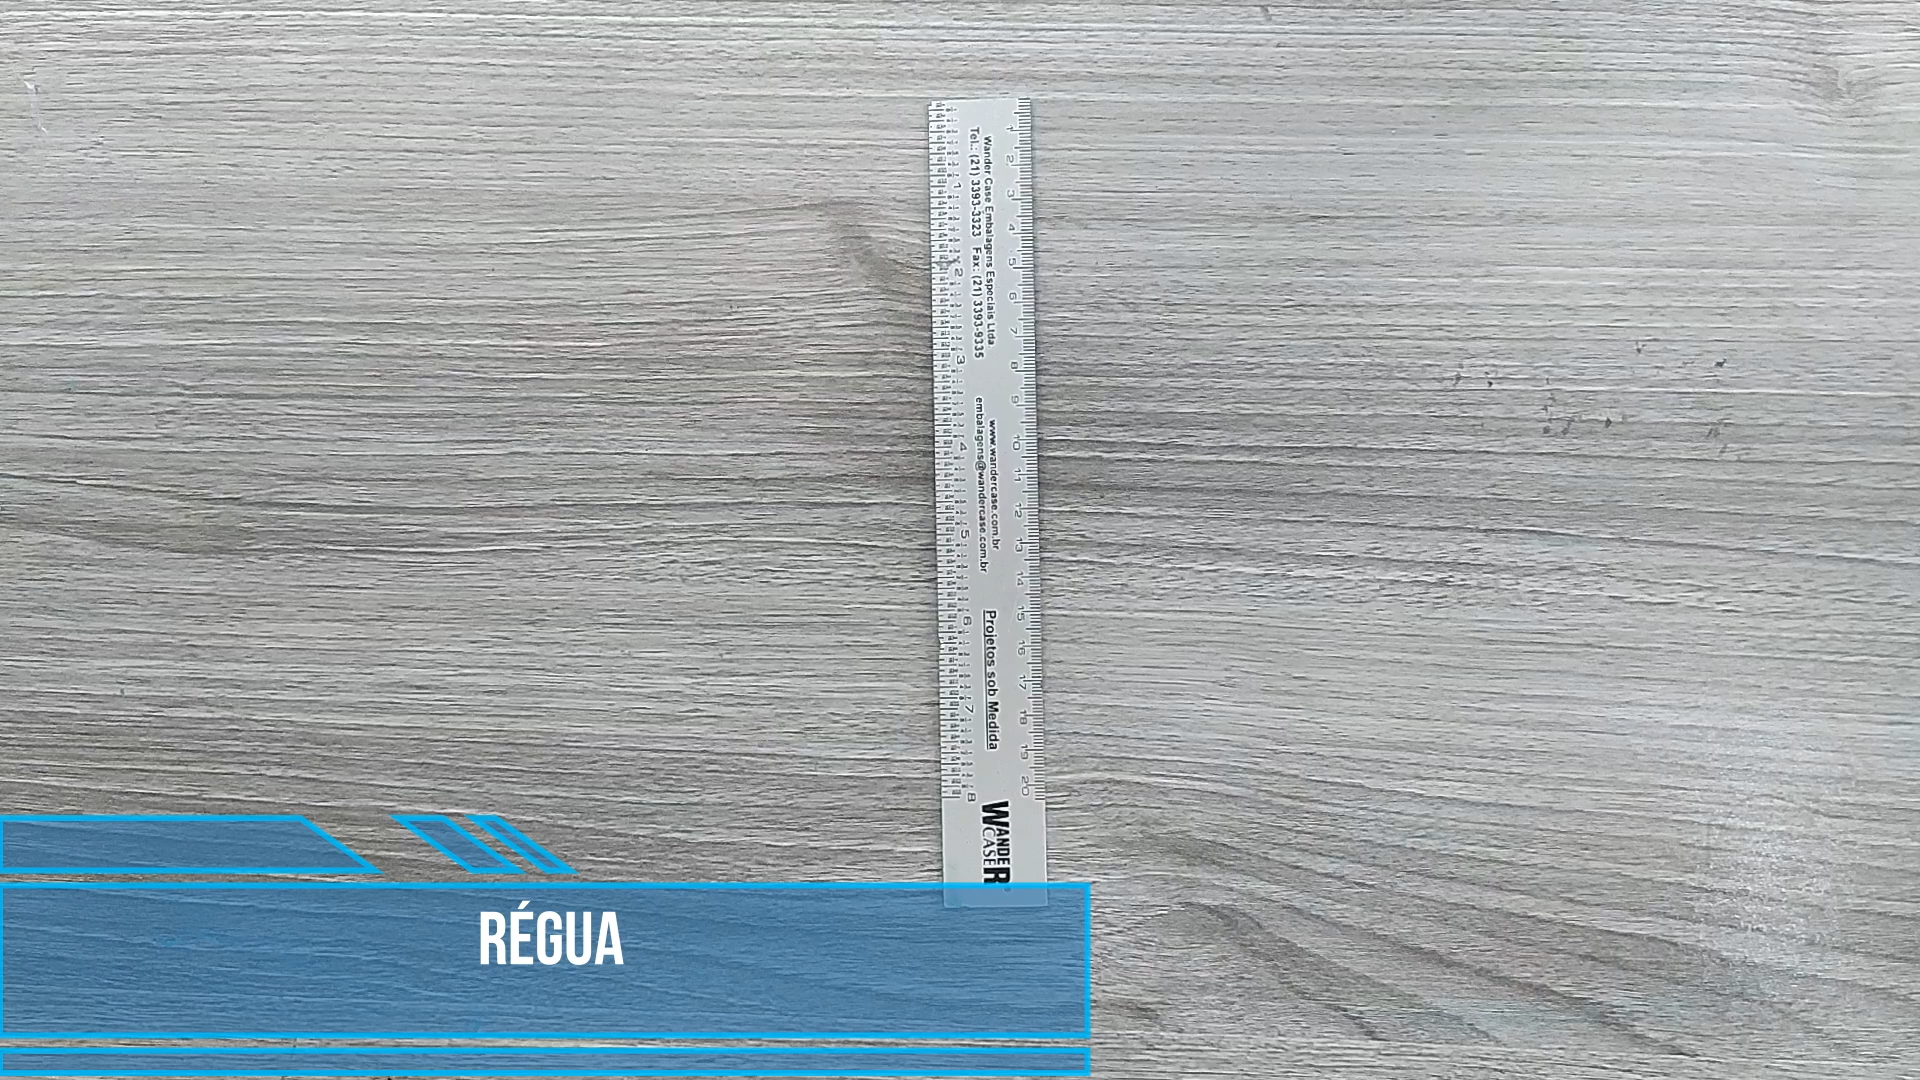 Wander Case Embalagens Especiais Ltda.
Tel.: (21) 3393-3323 Fax: (21) 3393-9335
www.wandercase.com.br
embalagens@wandercase.com.br
Projetos sob Medida
WANDER
CASE
1 2 3 4 5 6 7 8 9 10 11 12 13 14 15 16 17 18 19 20
1 2 3 4 5 6 7 8
RÉGUA